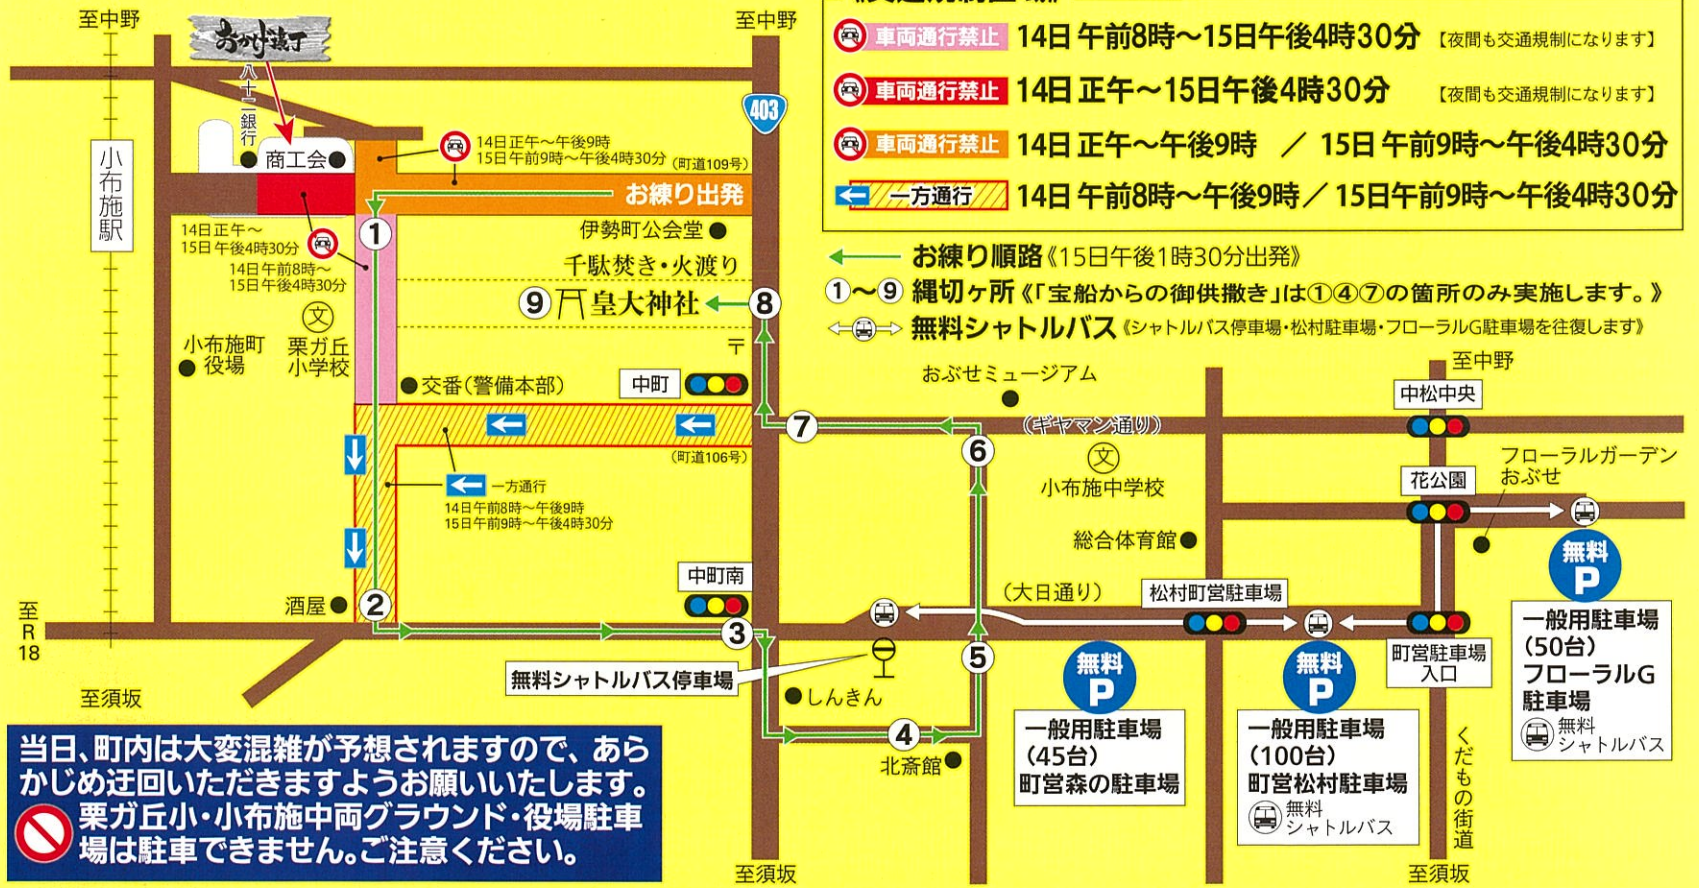 至中野
おかげ横丁
八十二銀行
商工会
小布施駅
至中野
403
14日正午～午後9時
15日午前9時～午後4時30分
(町道109号)
お練り出発
14日正午～
15日午後4時30分
14日午前8時～
15日午後4時30分
①
伊勢町公会堂
千駄焚き・火渡り
⑨
皇大神社
⑧
〒
文
栗ガ丘
小学校
小布施町
役場
交番(警備本部)
中町
(町道106号)
一方通行
14日午前8時～午後9時
15日午前9時～午後4時30分
酒屋
②
中町南
③
至R18
至須坂
無料シャトルバス停車場
しんきん
④
北斎館
⑤
⑥
⑦
車両通行禁止 14日 午前8時～15日午後4時30分 【夜間も交通規制になります】
車両通行禁止 14日 正午～15日午後4時30分 【夜間も交通規制になります】
車両通行禁止 14日 正午～午後9時 / 15日 午前9時～午後4時30分
一方通行 14日 午前8時～午後9時/15日午前9時～午後4時30分
お練り順路《15日午後1時30分出発》
①～⑨ 縄切ヶ所《「宝船からの御供撒き」は①④⑦の箇所のみ実施します。》
無料シャトルバス《シャトルバス停車場・松村駐車場・フローラルG駐車場を往復します》
おぶせミュージアム
(ギヤマン通り)
文
小布施中学校
総合体育館
(大日通り)
松村町営駐車場
至中野
中松中央
花公園
フローラルガーデン
おぶせ
町営駐車場
入口
無料
P
一般用駐車場
(45台)
町営森の駐車場
無料
P
一般用駐車場
(100台)
町営松村駐車場
無料
シャトルバス
無料
P
一般用駐車場
(50台)
フローラルG
駐車場
無料
シャトルバス
くだもの街道
至須坂
至須坂
当日、町内は大変混雑が予想されますので、あら
かじめ迂回いただきますようお願いいたします。
栗ガ丘小・小布施中両グラウンド・役場駐車
場は駐車できません。ご注意ください。